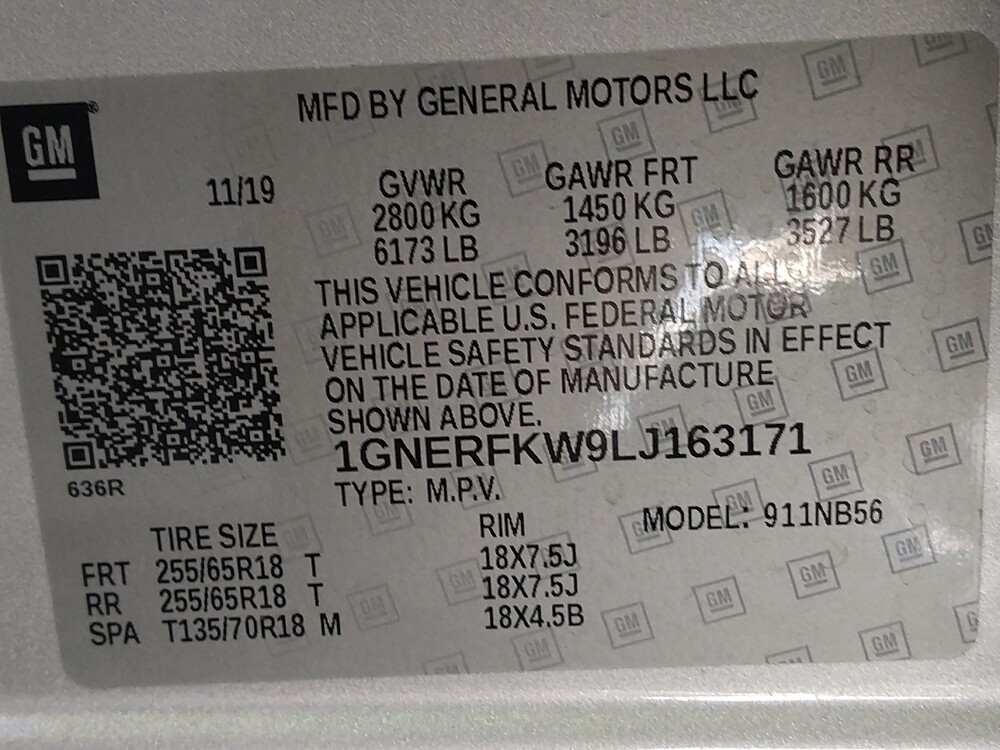 GM
MFD BY GENERAL MOTORS LLC
11/19
GVWR GAWR FRT GAWR RR
2800 KG 1450 KG 1600 KG
6173 LB 3196 LB 3527 LB
THIS VEHICLE CONFORMS TO ALL
APPLICABLE U.S. FEDERAL MOTOR
VEHICLE SAFETY STANDARDS IN EFFECT
ON THE DATE OF MANUFACTURE
SHOWN ABOVE.
1GNERFKW9LJ163171
636R
TYPE: M.P.V.
MODEL: 911NB56
TIRE SIZE RIM
FRT 255/65R18 T 18X7.5J
RR 255/65R18 T 18X7.5J
SPA T135/70R18 M 18X4.5B